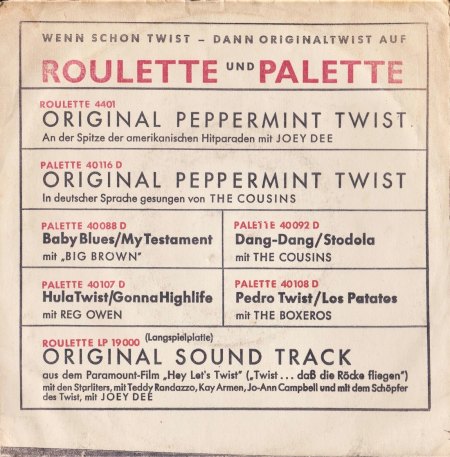 WENN SCHON TWIST – DANN ORIGINALTWIST AUF
ROULETTE UND PALETTE
ROULETTE 4401
ORIGINAL PEPPERMINT TWIST
An der Spitze der amerikanischen Hitparaden mit JOEY DEE
PALETTE 40116 D
ORIGINAL PEPPERMINT TWIST
In deutscher Sprache gesungen von THE COUSINS
PALETTE 40088 D
Baby Blues/My Testament
mit „BIG BROWN"
PALETTE 40092 D
Dang-Dang/Stodola
mit THE COUSINS
PALETTE 40107 D
HulaTwist/GonnaHighlife
mit REG OWEN
PALETTE 40108 D
Pedro Twist/Los Patatos
mit THE BOXEROS
ROULETTE LP 19000 (Langspielplatte)
ORIGINAL SOUND TRACK
aus dem Paramount-Film „Hey Let's Twist" („Twist ... daß die Röcke fliegen")
mit den Starliters, mit Teddy Randazzo, Kay Armen, Jo-Ann Campbell und mit dem Schöpfer
des Twist, mit JOEY DEE